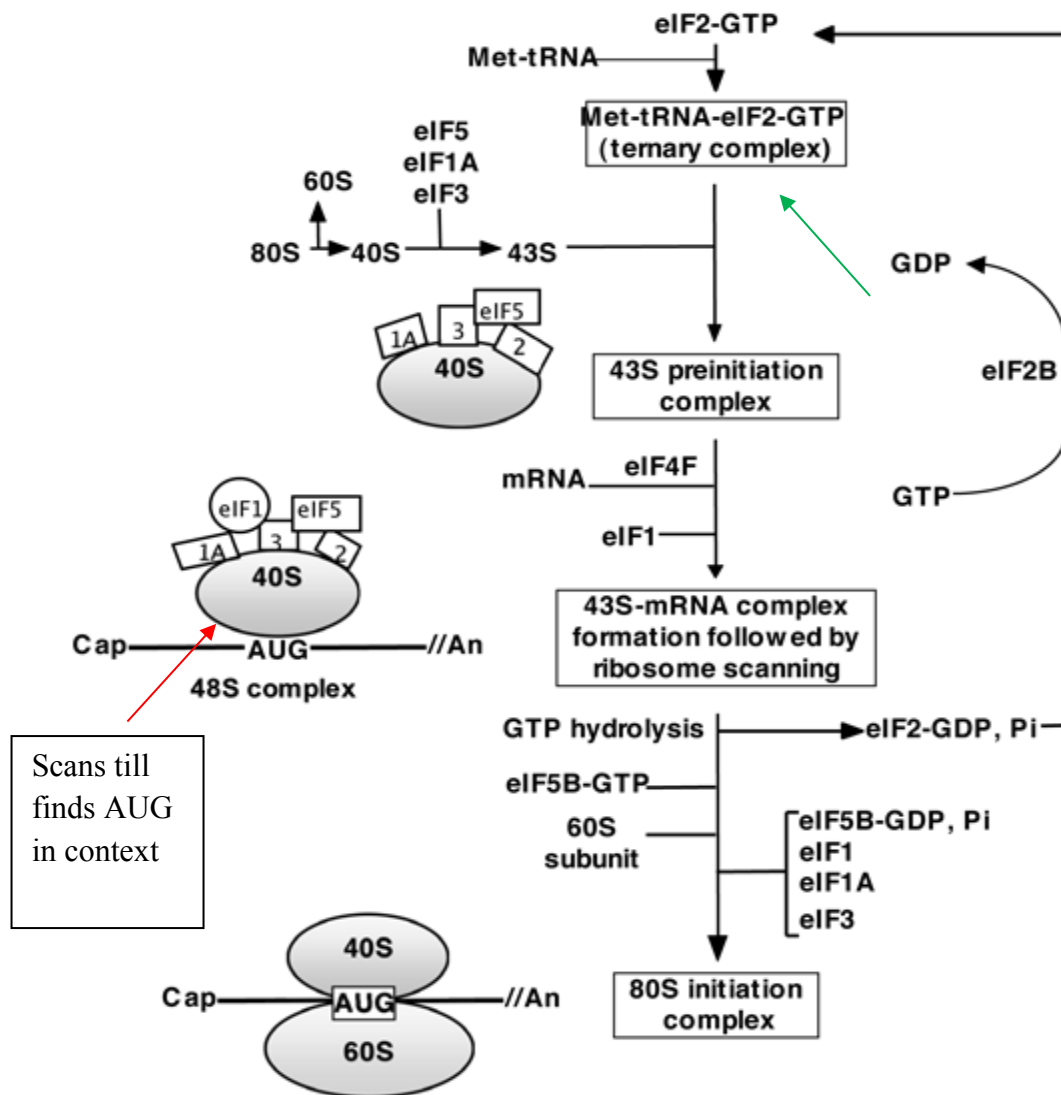 eIF2-GTP
Met-tRNA
Met-tRNA-eIF2-GTP
(ternary complex)
eIF5
eIF1A
eIF3
60S
80S
40S
43S
GDP
eIF2B
GTP
1A
3
eIF5
2
40S
43S preinitiation
complex
mRNA
eIF4F
eIF1
eIF1
eIF5
1A
3
2
40S
Cap
AUG
//An
48S complex
43S-mRNA complex
formation followed by
ribosome scanning
Scans till
finds AUG
in context
GTP hydrolysis
eIF2-GDP, Pi
eIF5B-GTP
60S
subunit
eIF5B-GDP, Pi
eIF1
eIF1A
eIF3
40S
Cap
AUG
//An
60S
80S initiation
complex